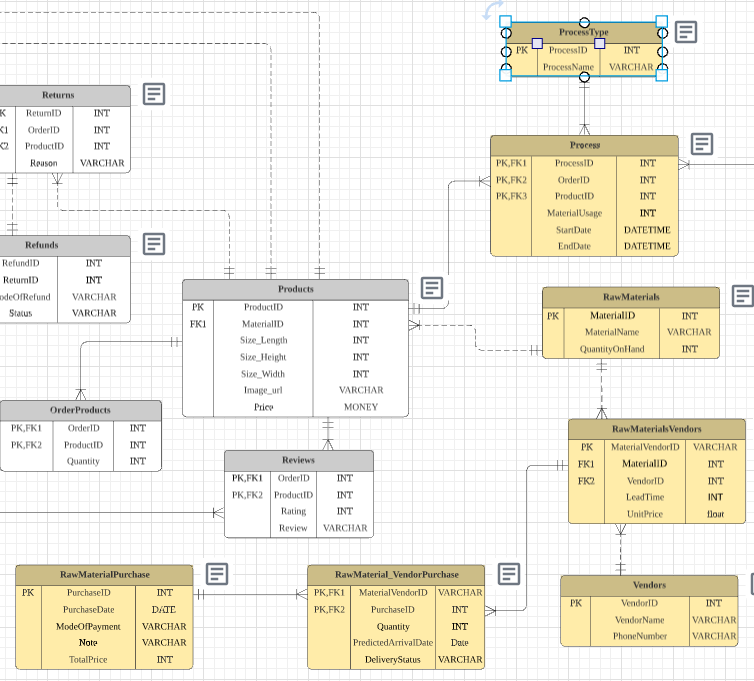 ProcessType
PK ProcessID INT
ProcessName VARCHAR
Returns
K ReturnID INT
K1 OrderID INT
K2 ProductID INT
Reason VARCHAR
Process
PK,FK1 ProcessID INT
PK,FK2 OrderID INT
PK,FK3 ProductID INT
MaterialUsage INT
StartDate DATETIME
EndDate DATETIME
Refunds
RefundID INT
ReturnID INT
odeOfRefund VARCHAR
Status VARCHAR
Products
PK ProductID INT
FK1 MaterialID INT
Size_Length INT
Size_Height INT
Size_Width INT
Image_url VARCHAR
Price MONEY
RawMaterials
PK MaterialID INT
MaterialName VARCHAR
QuantityOnHand INT
OrderProducts
PK,FK1 OrderID INT
PK,FK2 ProductID INT
Quantity INT
RawMaterialsVendors
PK MaterialVendorID VARCHAR
FK1 MaterialID INT
FK2 VendorID INT
LeadTime INT
UnitPrice float
Reviews
PK,FK1 OrderID INT
PK,FK2 ProductID INT
Rating INT
Review VARCHAR
RawMaterialPurchase
PK PurchaseID INT
PurchaseDate DATE
ModeOfPayment VARCHAR
Note VARCHAR
TotalPrice INT
RawMaterial_VendorPurchase
PK,FK1 MaterialVendorID VARCHAR
PK,FK2 PurchaseID INT
Quantity INT
PredictedArrivalDate Date
DeliveryStatus VARCHAR
Vendors
PK VendorID INT
VendorName VARCHAR
PhoneNumber VARCHAR